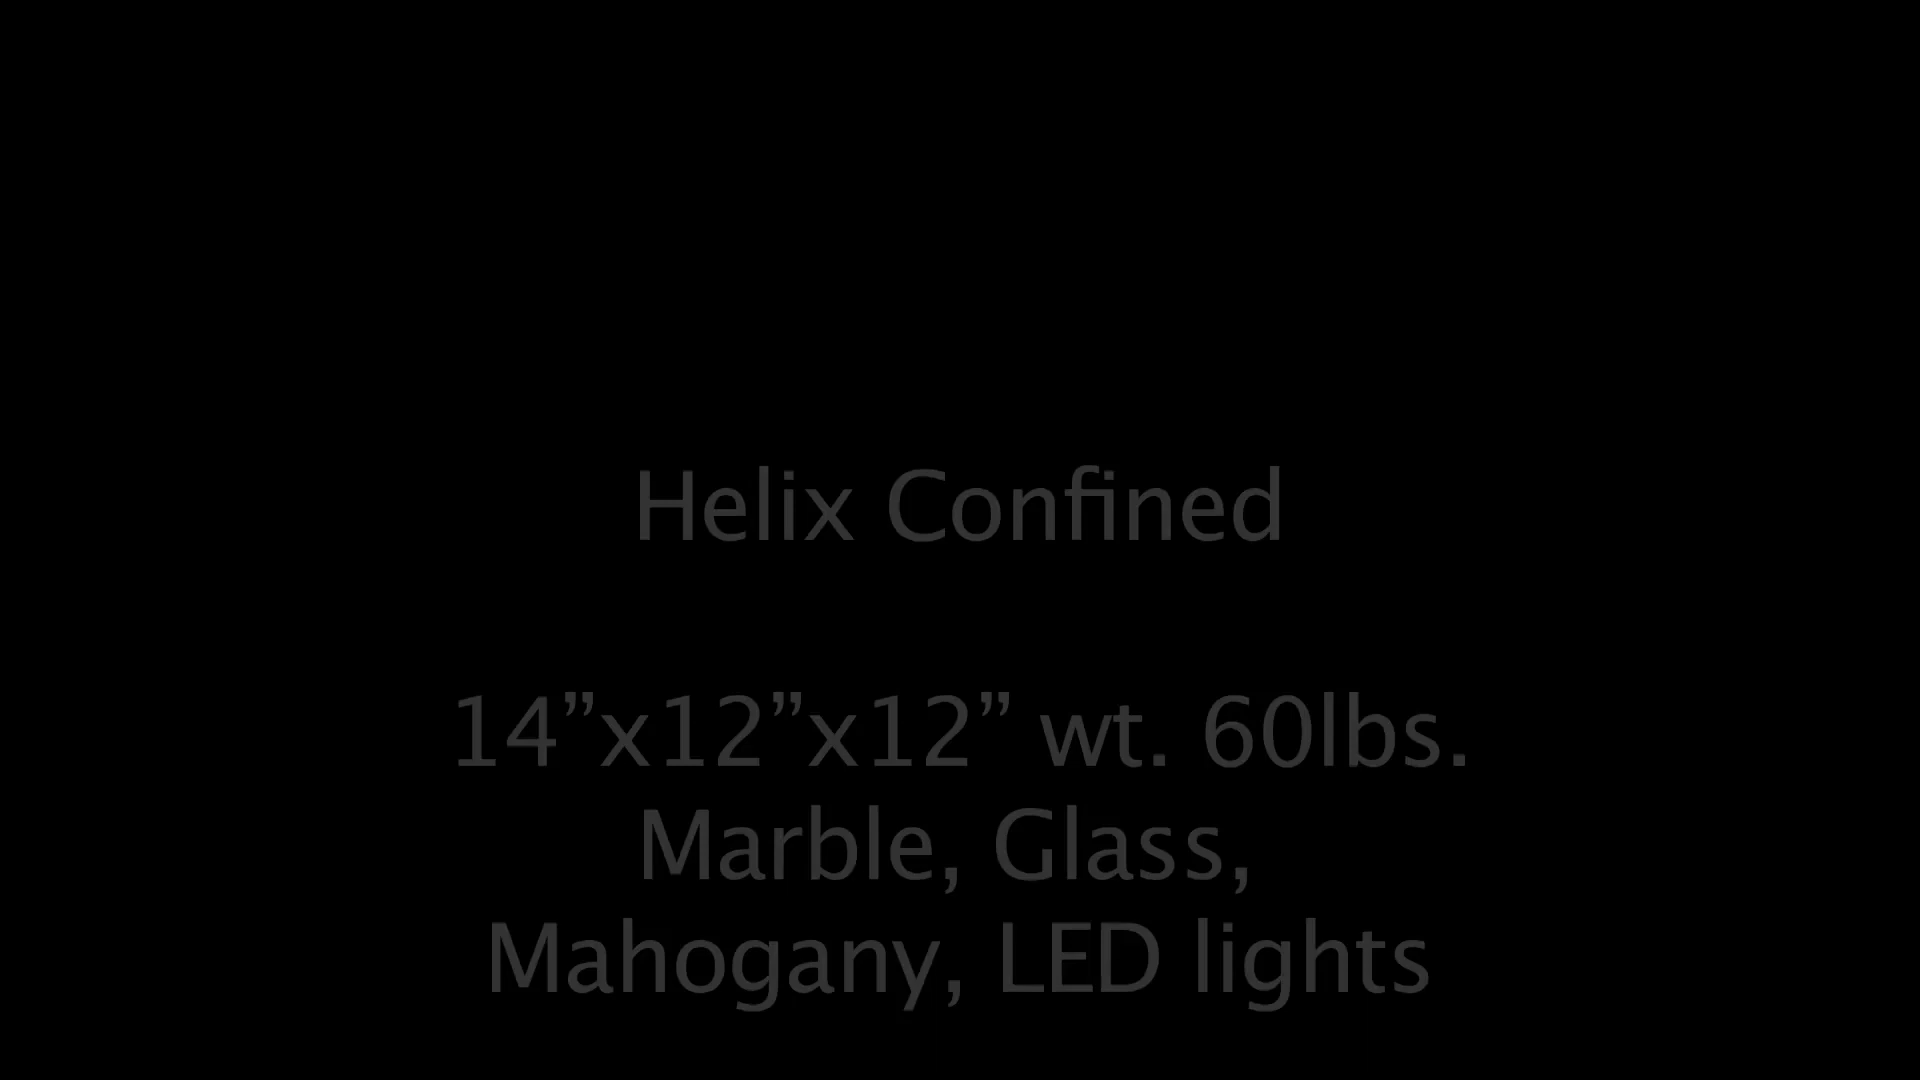 Helix Confined
14”x12”x12” wt. 60lbs.
Marble, Glass,
Mahogany, LED lights